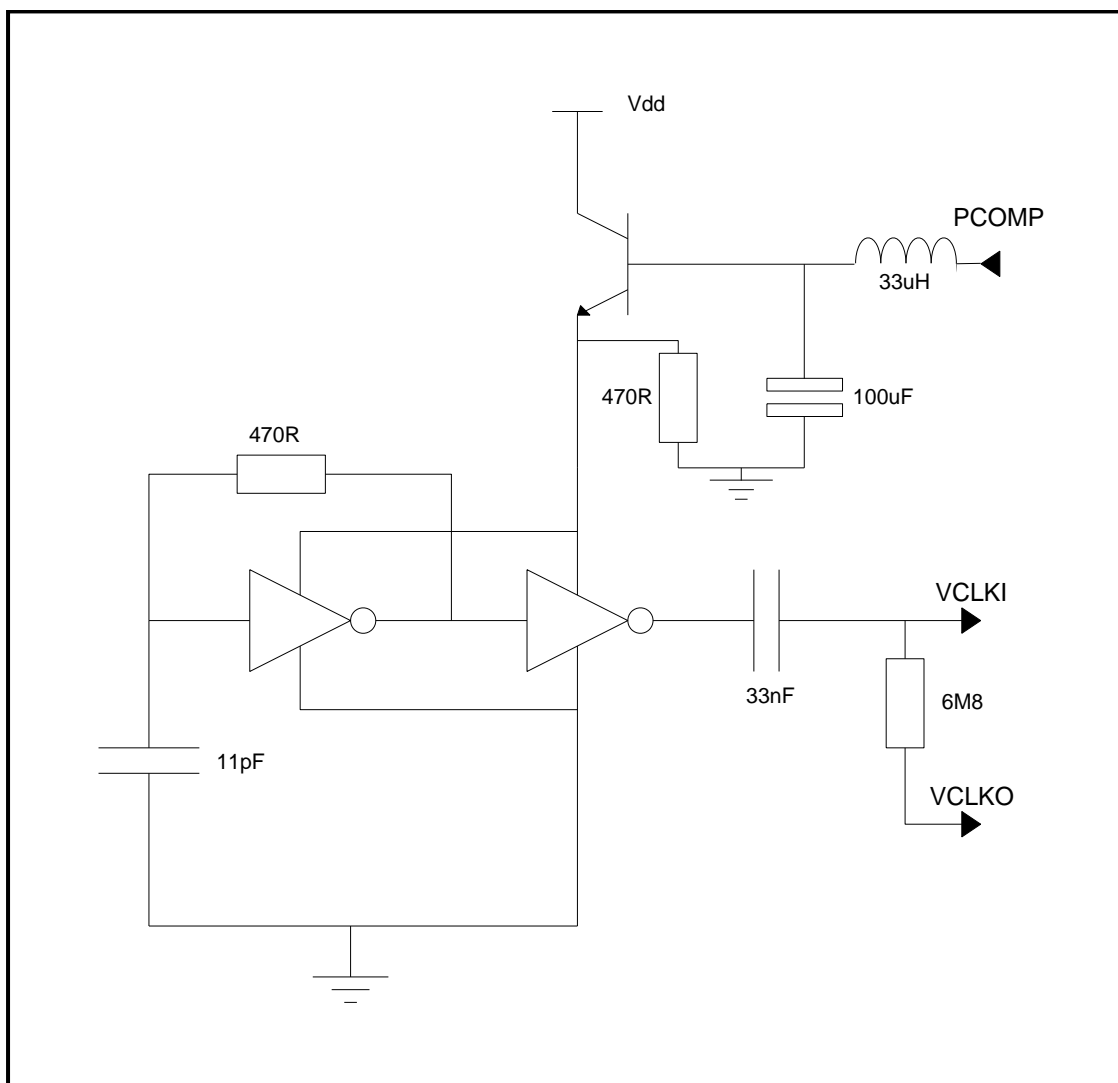 Vdd
PCOMP
33uH
470R
100uF
470R
VCLKI
33nF
6M8
11pF
VCLKO